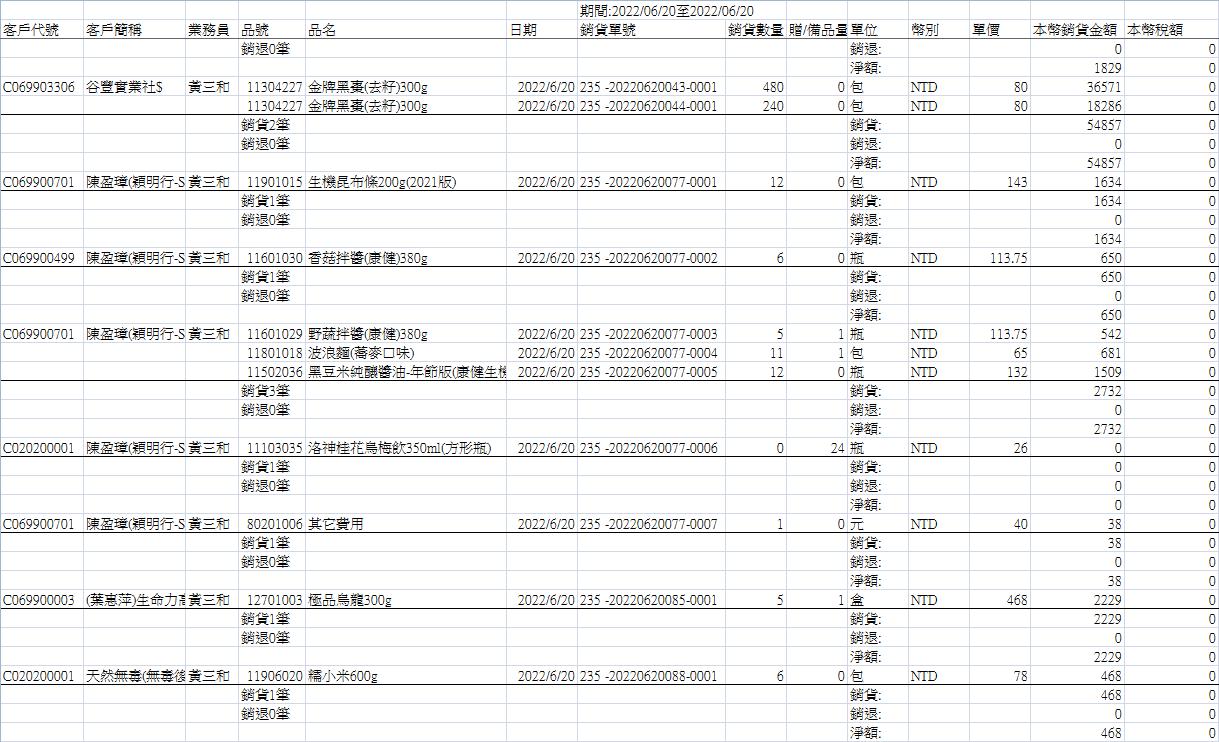 期間:2022/06/20至2022/06/20
客戶代號 客戶簡稱 業務員 品號 品名 日期 銷貨單號 銷貨數量 贈/備品量 單位 幣別 單價 本幣銷貨金額 本幣稅額
銷退0筆 銷退: 0 0
淨額: 1829 0
C069903306 谷豐實業社$ 黃三和 11304227 金牌黑棗(去籽)300g 2022/6/20 235 -20220620043-0001 480 0 包 NTD 80 36571 0
11304227 金牌黑棗(去籽)300g 2022/6/20 235 -20220620044-0001 240 0 包 NTD 80 18286 0
銷貨2筆 銷貨: 54857 0
銷退0筆 銷退: 0 0
淨額: 54857 0
C069900701 陳盈璋(穎明行-S 黃三和 11901015 生機昆布條200g(2021版) 2022/6/20 235 -20220620077-0001 12 0 包 NTD 143 1634 0
銷貨1筆 銷貨: 1634 0
銷退0筆 銷退: 0 0
淨額: 1634 0
C069900499 陳盈璋(穎明行-S 黃三和 11601030 香菇拌醬(康健)380g 2022/6/20 235 -20220620077-0002 6 0 瓶 NTD 113.75 650 0
銷貨1筆 銷貨: 650 0
銷退0筆 銷退: 0 0
淨額: 650 0
C069900701 陳盈璋(穎明行-S 黃三和 11601029 野蔬拌醬(康健)380g 2022/6/20 235 -20220620077-0003 5 1 瓶 NTD 113.75 542 0
11801018 波浪麵(蕎麥口味) 2022/6/20 235 -20220620077-0004 11 1 包 NTD 65 681 0
11502036 黑豆米純釀醬油-年節版(康健生機 2022/6/20 235 -20220620077-0005 12 0 瓶 NTD 132 1509 0
銷貨3筆 銷貨: 2732 0
銷退0筆 銷退: 0 0
淨額: 2732 0
C020200001 陳盈璋(穎明行-S 黃三和 11103035 洛神桂花烏梅飲350ml(方形瓶) 2022/6/20 235 -20220620077-0006 0 24 瓶 NTD 26 0 0
銷貨1筆 銷貨: 0 0
銷退0筆 銷退: 0 0
淨額: 0 0
C069900701 陳盈璋(穎明行-S 黃三和 80201006 其它費用 2022/6/20 235 -20220620077-0007 1 0 元 NTD 40 38 0
銷貨1筆 銷貨: 38 0
銷退0筆 銷退: 0 0
淨額: 38 0
C069900003 (葉惠萍)生命力 黃三和 12701003 極品烏龍300g 2022/6/20 235 -20220620085-0001 5 1 盒 NTD 468 2229 0
銷貨1筆 銷貨: 2229 0
銷退0筆 銷退: 0 0
淨額: 2229 0
C020200001 天然無毒(無毒 黃三和 11906020 糯小米600g 2022/6/20 235 -20220620088-0001 6 0 包 NTD 78 468 0
銷貨1筆 銷貨: 468 0
銷退0筆 銷退: 0 0
淨額: 468 0